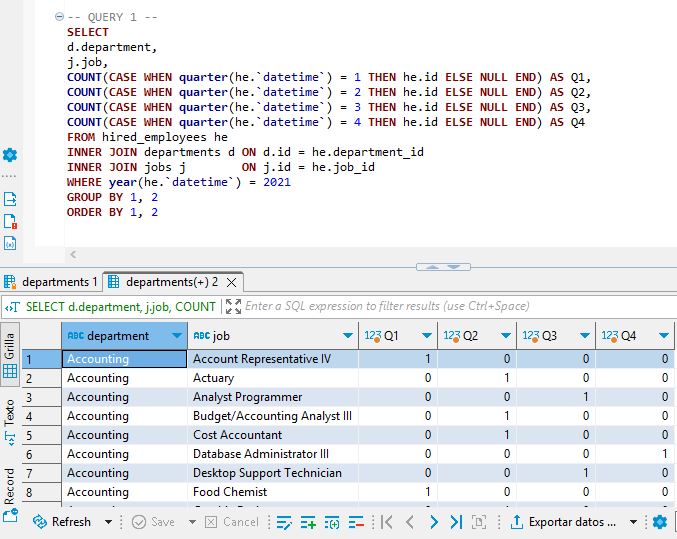 -- QUERY 1 --
SELECT
d.department,
j.job,
COUNT(CASE WHEN quarter(he.`datetime`) = 1 THEN he.id ELSE NULL END) AS Q1,
COUNT(CASE WHEN quarter(he.`datetime`) = 2 THEN he.id ELSE NULL END) AS Q2,
COUNT(CASE WHEN quarter(he.`datetime`) = 3 THEN he.id ELSE NULL END) AS Q3,
COUNT(CASE WHEN quarter(he.`datetime`) = 4 THEN he.id ELSE NULL END) AS Q4
FROM hired_employees he
INNER JOIN departments d ON d.id = he.department_id
INNER JOIN jobs j ON j.id = he.job_id
WHERE year(he.`datetime`) = 2021
GROUP BY 1, 2
ORDER BY 1, 2
departments 1 departments(+) 2
SELECT d.department, j.job, COUNT Enter a SQL expression to filter results (use Ctrl+Space)
Grilla
Texto
Record
ABC department ABC job 123 Q1 123 Q2 123 Q3 123 Q4
1 Accounting Account Representative IV 1 0 0 0
2 Accounting Actuary 0 1 0 0
3 Accounting Analyst Programmer 0 0 1 0
4 Accounting Budget/Accounting Analyst III 0 1 0 0
5 Accounting Cost Accountant 0 1 0 0
6 Accounting Database Administrator III 0 0 0 1
7 Accounting Desktop Support Technician 0 0 1 0
8 Accounting Food Chemist 1 0 0 0
Refresh Save Cancel Exportar datos ...